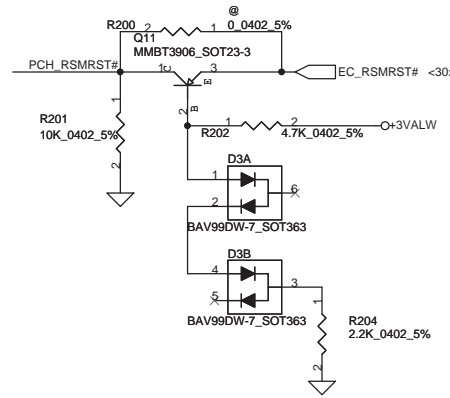 @
R200 2 1 0_0402_5%
Q11
MMBT3906_SOT23-3
PCH_RSMRST# 1 C 3 E EC_RSMRST# <30>
2 B
1
R201
10K_0402_5%
2
R202 1 2 4.7K_0402_5% +3VALW
D3A
1 6
2
BAV99DW-7_SOT363
D3B
4 3
5
BAV99DW-7_SOT363
1
R204
2.2K_0402_5%
2